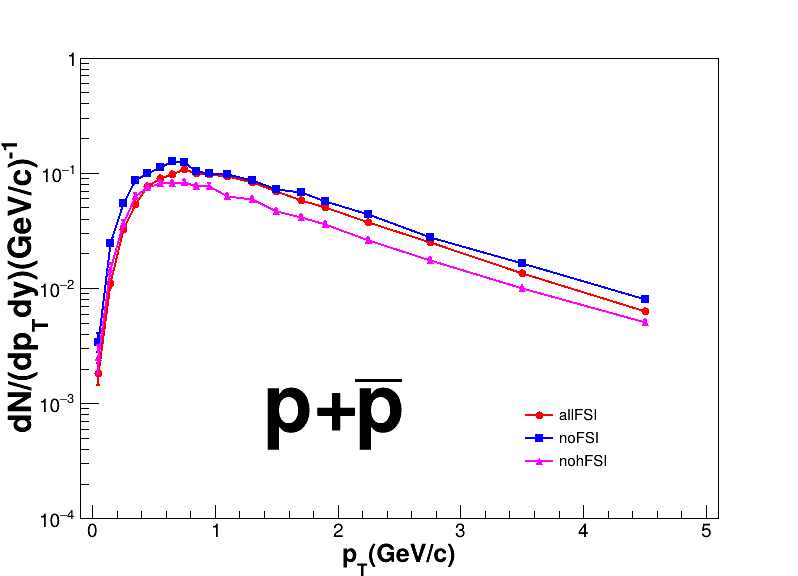 dN/(dp_T dy)(GeV/c)^-1
1
10^-1
10^-2
10^-3
10^-4
p+p̅
allFSI
noFSI
nohFSI
0 1 2 3 4 5
p_T(GeV/c)